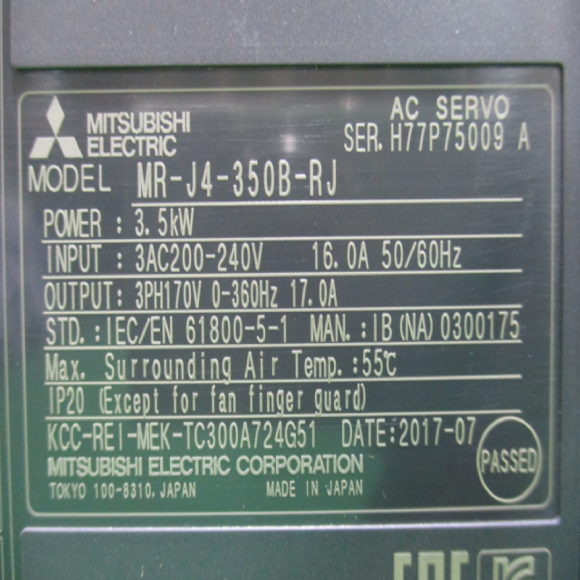 MITSUBISHI
ELECTRIC
AC SERVO
SER. H77P75009 A
MODEL MR-J4-350B-RJ
POWER : 3.5kW
INPUT : 3AC200-240V 16.0A 50/60Hz
OUTPUT: 3PH170V 0-360Hz 17.0A
STD.: IEC/EN 61800-5-1 MAN.: IB(NA)0300175
Max. Surrounding Air Temp.:55℃
IP20 (Except for fan finger guard)
KCC-REI-MEK-TC300A724G51 DATE:2017-07
MITSUBISHI ELECTRIC CORPORATION
PASSED
TOKYO 100-8310, JAPAN MADE IN JAPAN